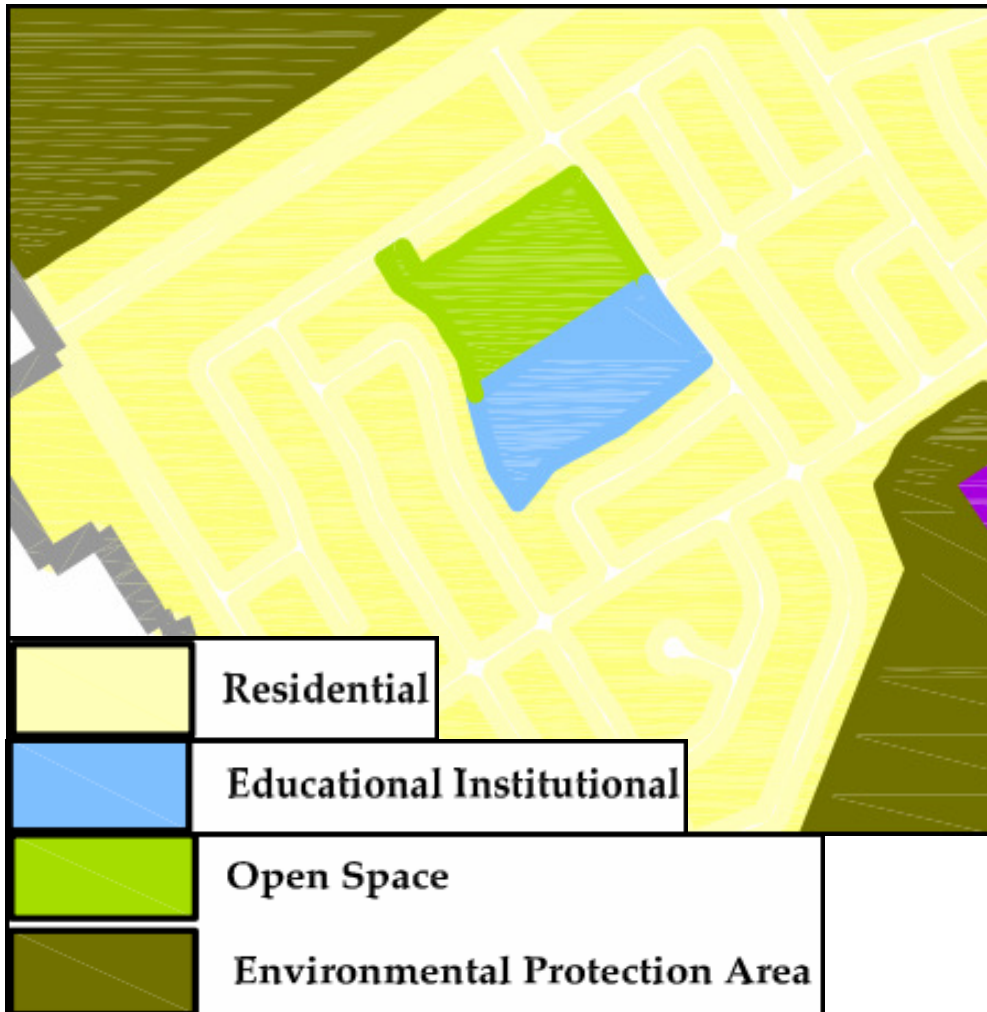 Residential
Educational Institutional
Open Space
Environmental Protection Area